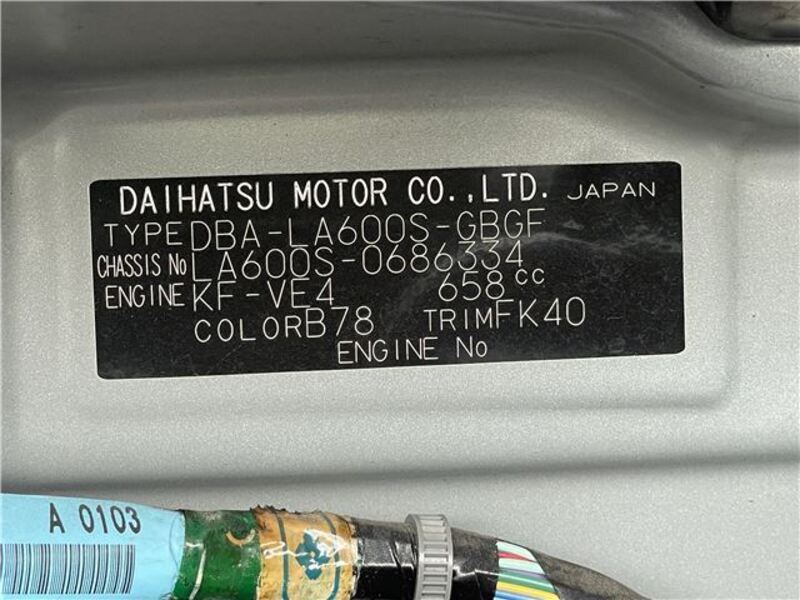 DAIHATSU MOTOR CO.,LTD. JAPAN
TYPE DBA-LA600S-GBGF
CHASSIS No LA600S-0686334
ENGINE KF-VE4 658cc
COLOR B78 TRIM FK40
ENGINE No
A 0103